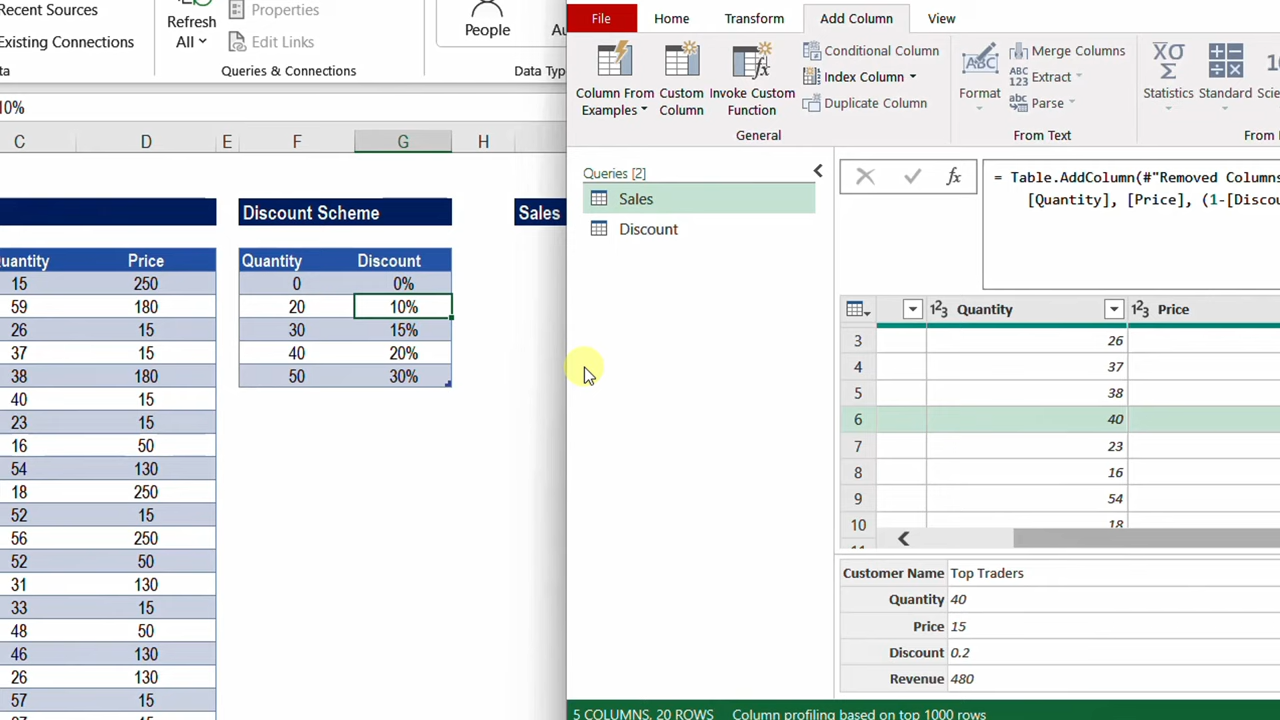 ecent Sources
Existing Connections
Refresh
All
Properties
Edit Links
Queries & Connections
People
Data Typ
10%
C D E F G H
Discount Scheme
Sales
uantity Price
15 250
59 180
26 15
37 15
38 180
40 15
23 15
16 50
54 130
18 250
52 15
56 250
52 50
31 130
33 15
48 50
46 130
26 130
57 15
Quantity Discount
0 0%
20 10%
30 15%
40 20%
50 30%
File Home Transform Add Column View
Column From
Examples
Custom
Column
Invoke Custom
Function
Conditional Column
Index Column
Duplicate Column
General
Format
Merge Columns
Extract
Parse
From Text
Statistics
Standard
Scie
From
Queries [2]
Sales
Discount
= Table.AddColumn(#"Removed Columns
[Quantity], [Price], (1-[Discou
Quantity Price
3 26
4 37
5 38
6 40
7 23
8 16
9 54
10 18
Customer Name Top Traders
Quantity 40
Price 15
Discount 0.2
Revenue 480
5 COLUMNS, 20 ROWS Column profiling based on top 1000 rows